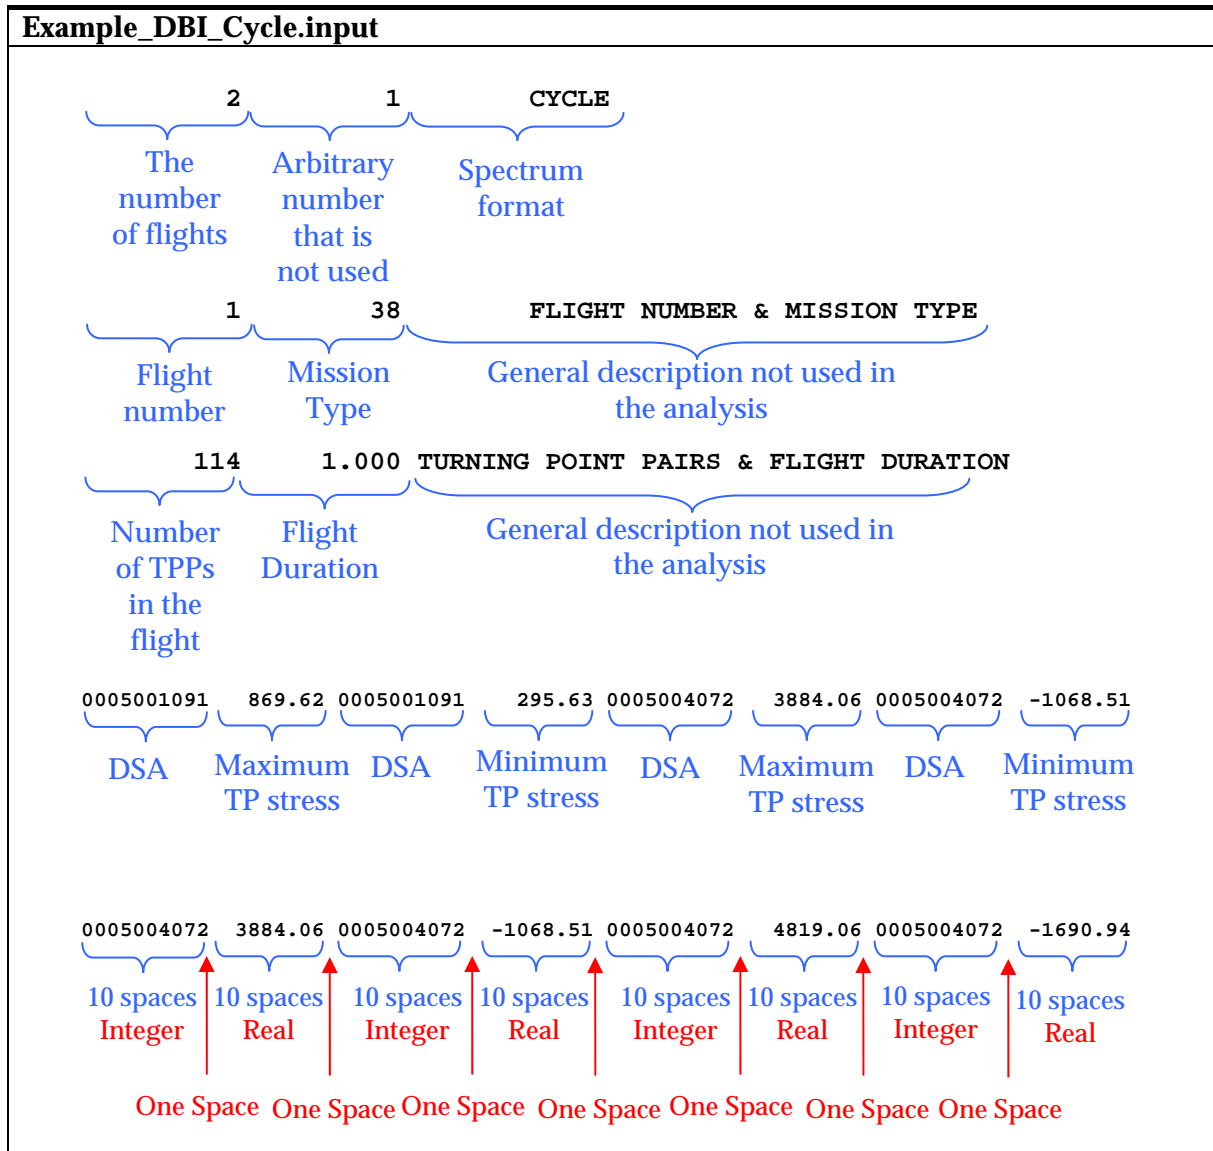 Example_DBI_Cycle.input
2 1 CYCLE
The Arbitrary Spectrum
number number format
of flights that is
not used
1 38 FLIGHT NUMBER & MISSION TYPE
Flight Mission General description not used in
number Type the analysis
114 1.000 TURNING POINT PAIRS & FLIGHT DURATION
Number Flight General description not used in
of TPPs Duration the analysis
in the
flight
0005001091 869.62 0005001091 295.63 0005004072 3884.06 0005004072 -1068.51
DSA Maximum DSA Minimum DSA Maximum DSA Minimum
TP stress TP stress TP stress TP stress
0005004072 3884.06 0005004072 -1068.51 0005004072 4819.06 0005004072 -1690.94
10 spaces 10 spaces 10 spaces 10 spaces 10 spaces 10 spaces 10 spaces 10 spaces
Integer Real Integer Real Integer Real Integer Real
One Space One Space One Space One Space One Space One Space One Space